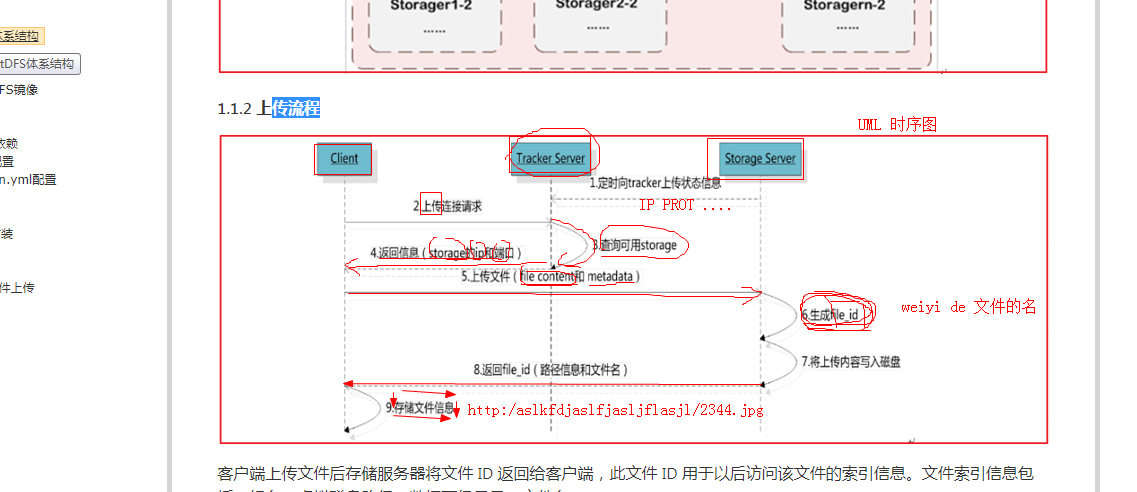 Storager1-2
Storager2-2
Storagern-2
……
……
……
体系结构
tDFS体系结构
FS镜像
依赖
配置
n.yml配置
装
件上传
1.1.2 上传流程
UML 时序图
Client
Tracker Server
Storage Server
1.定时向tracker上传状态信息
IP PROT ....
2.上传连接请求
3.查询可用storage
4.返回信息（storage的ip和端口）
5.上传文件（file content和 metadata）
6.生成file_id
weiyi de 文件的名
7.将上传内容写入磁盘
8.返回file_id（路径信息和文件名）
9.存储文件信息
http:/aslkfdjaslfjasljflasjl/2344.jpg
客户端上传文件后存储服务器将文件 ID 返回给客户端，此文件 ID 用于以后访问该文件的索引信息。文件索引信息包